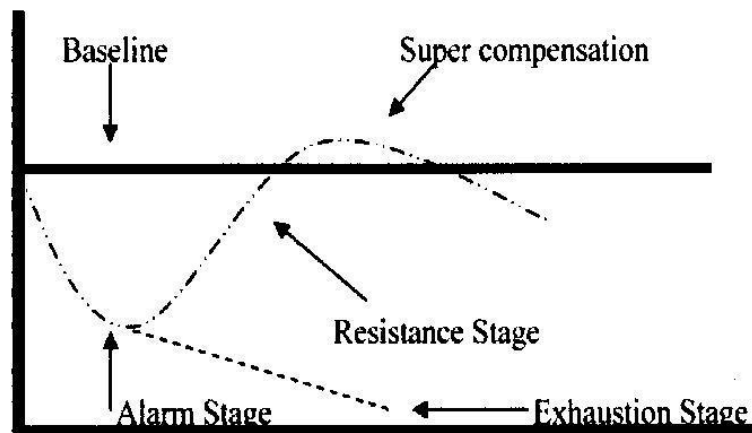 Baseline
Super compensation
Resistance Stage
Alarm Stage
Exhaustion Stage